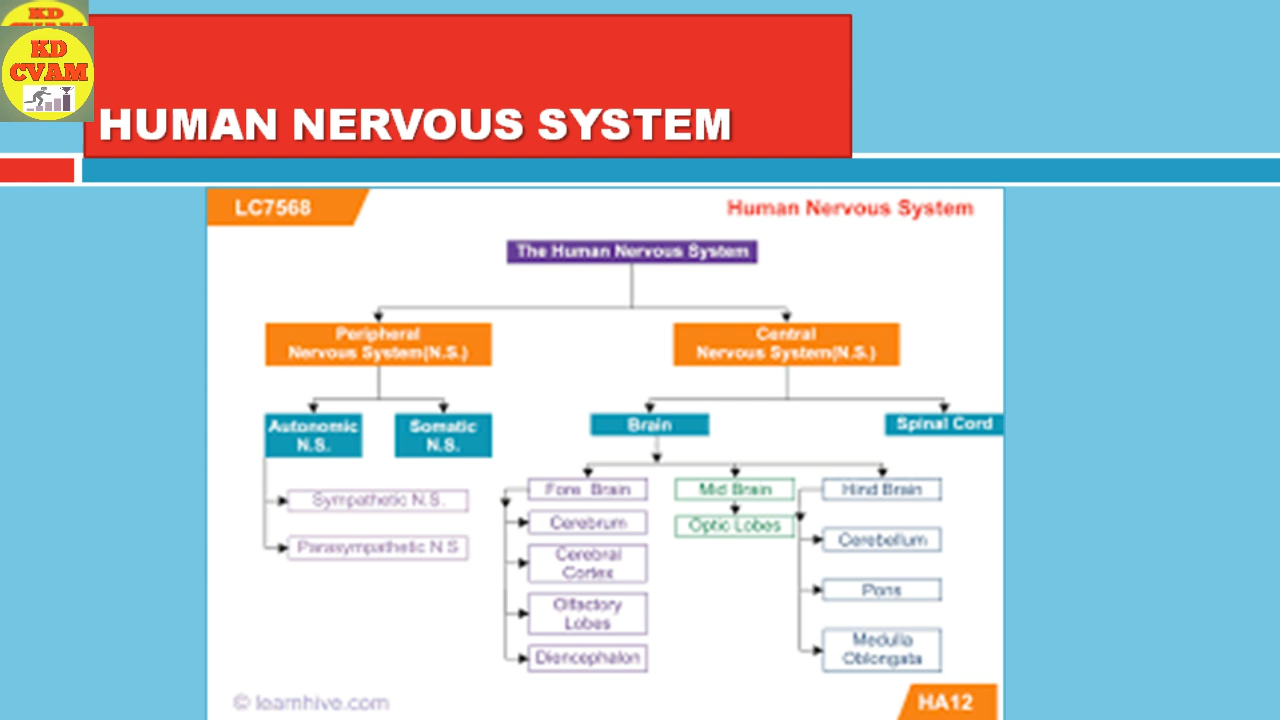 KD
CVAM
KD
CVAM
HUMAN NERVOUS SYSTEM
LC7568
Human Nervous System
The Human Nervous System
Peripheral
Nervous System(N.S.)
Central
Nervous System(N.S.)
Autonomic
N.S.
Somatic
N.S.
Brain
Spinal Cord
Sympathetic N.S.
Parasympathetic N.S
Fore Brain
Cerebrum
Cerebral
Cortex
Olfactory
Lobes
Diencephalon
Mid Brain
Optic Lobes
Hind Brain
Cerebellum
Pons
Medulla
Oblongata
© learnhive.com
HA12